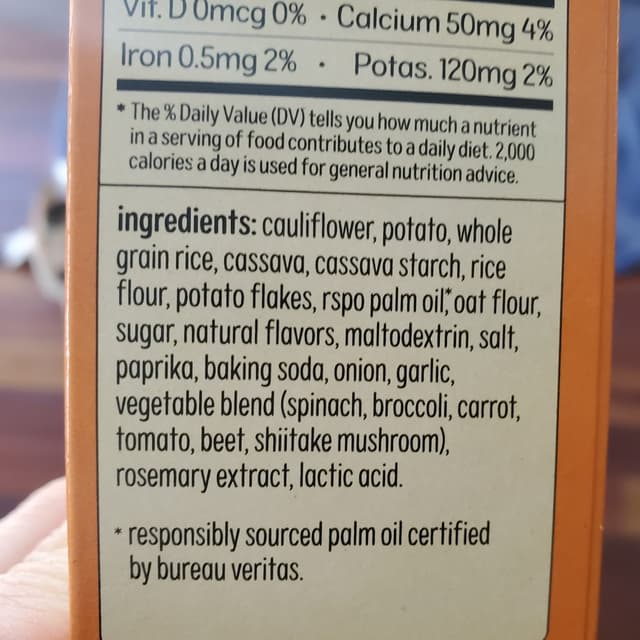 Vit. D 0mcg 0% • Calcium 50mg 4%
Iron 0.5mg 2% • Potas. 120mg 2%
* The % Daily Value (DV) tells you how much a nutrient
in a serving of food contributes to a daily diet. 2,000
calories a day is used for general nutrition advice.
ingredients: cauliflower, potato, whole
grain rice, cassava, cassava starch, rice
flour, potato flakes, rspo palm oil,* oat flour,
sugar, natural flavors, maltodextrin, salt,
paprika, baking soda, onion, garlic,
vegetable blend (spinach, broccoli, carrot,
tomato, beet, shiitake mushroom),
rosemary extract, lactic acid.
* responsibly sourced palm oil certified
by bureau veritas.